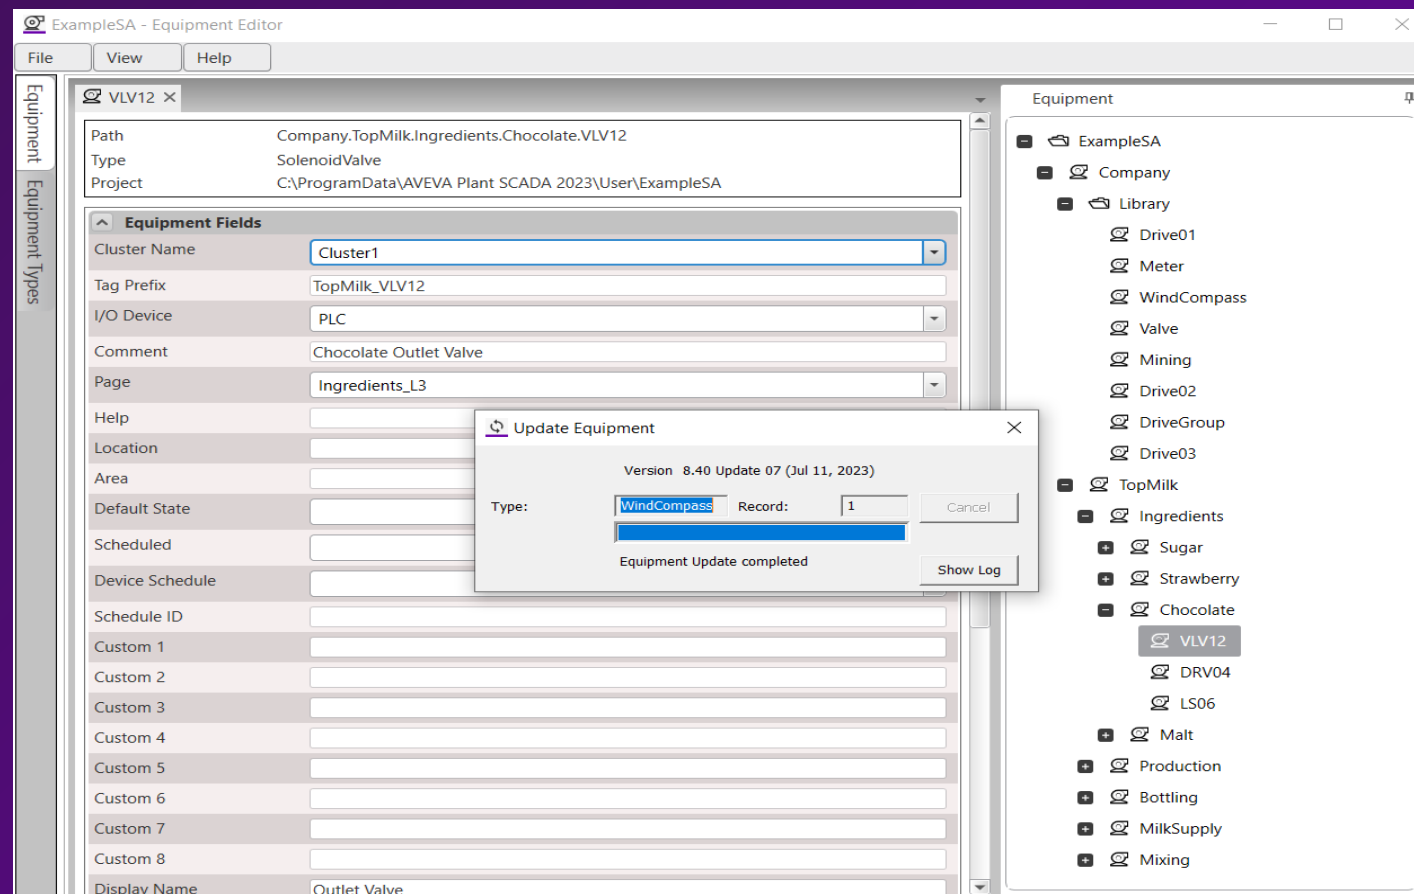 ExampleSA - Equipment Editor
File View Help
Equipment
Equipment Types
VLV12
Path Company.TopMilk.Ingredients.Chocolate.VLV12
Type SolenoidValve
Project C:\ProgramData\AVEVA Plant SCADA 2023\User\ExampleSA
Equipment Fields
Cluster Name Cluster1
Tag Prefix TopMilk_VLV12
I/O Device PLC
Comment Chocolate Outlet Valve
Page Ingredients_L3
Help
Location
Area
Default State
Scheduled
Device Schedule
Schedule ID
Custom 1
Custom 2
Custom 3
Custom 4
Custom 5
Custom 6
Custom 7
Custom 8
Display Name Outlet Valve
Update Equipment
Version 8.40 Update 07 (Jul 11, 2023)
Type: WindCompass Record: 1 Cancel
Equipment Update completed
Show Log
Equipment
ExampleSA
Company
Library
Drive01
Meter
WindCompass
Valve
Mining
Drive02
DriveGroup
Drive03
TopMilk
Ingredients
Sugar
Strawberry
Chocolate
VLV12
DRV04
LS06
Malt
Production
Bottling
MilkSupply
Mixing